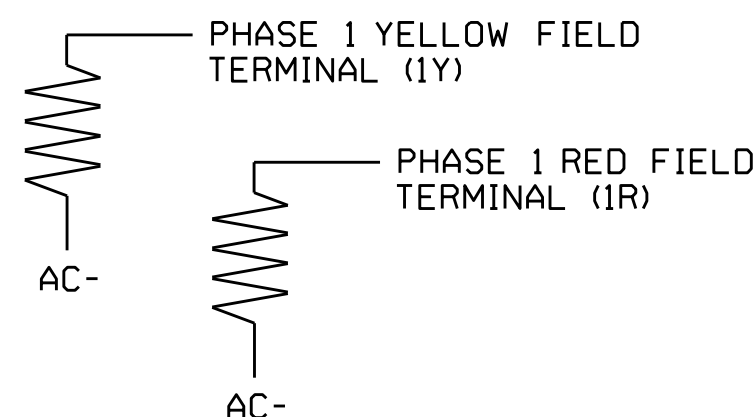 PHASE 1 YELLOW FIELD
TERMINAL (1Y)
PHASE 1 RED FIELD
TERMINAL (1R)
AC-
AC-